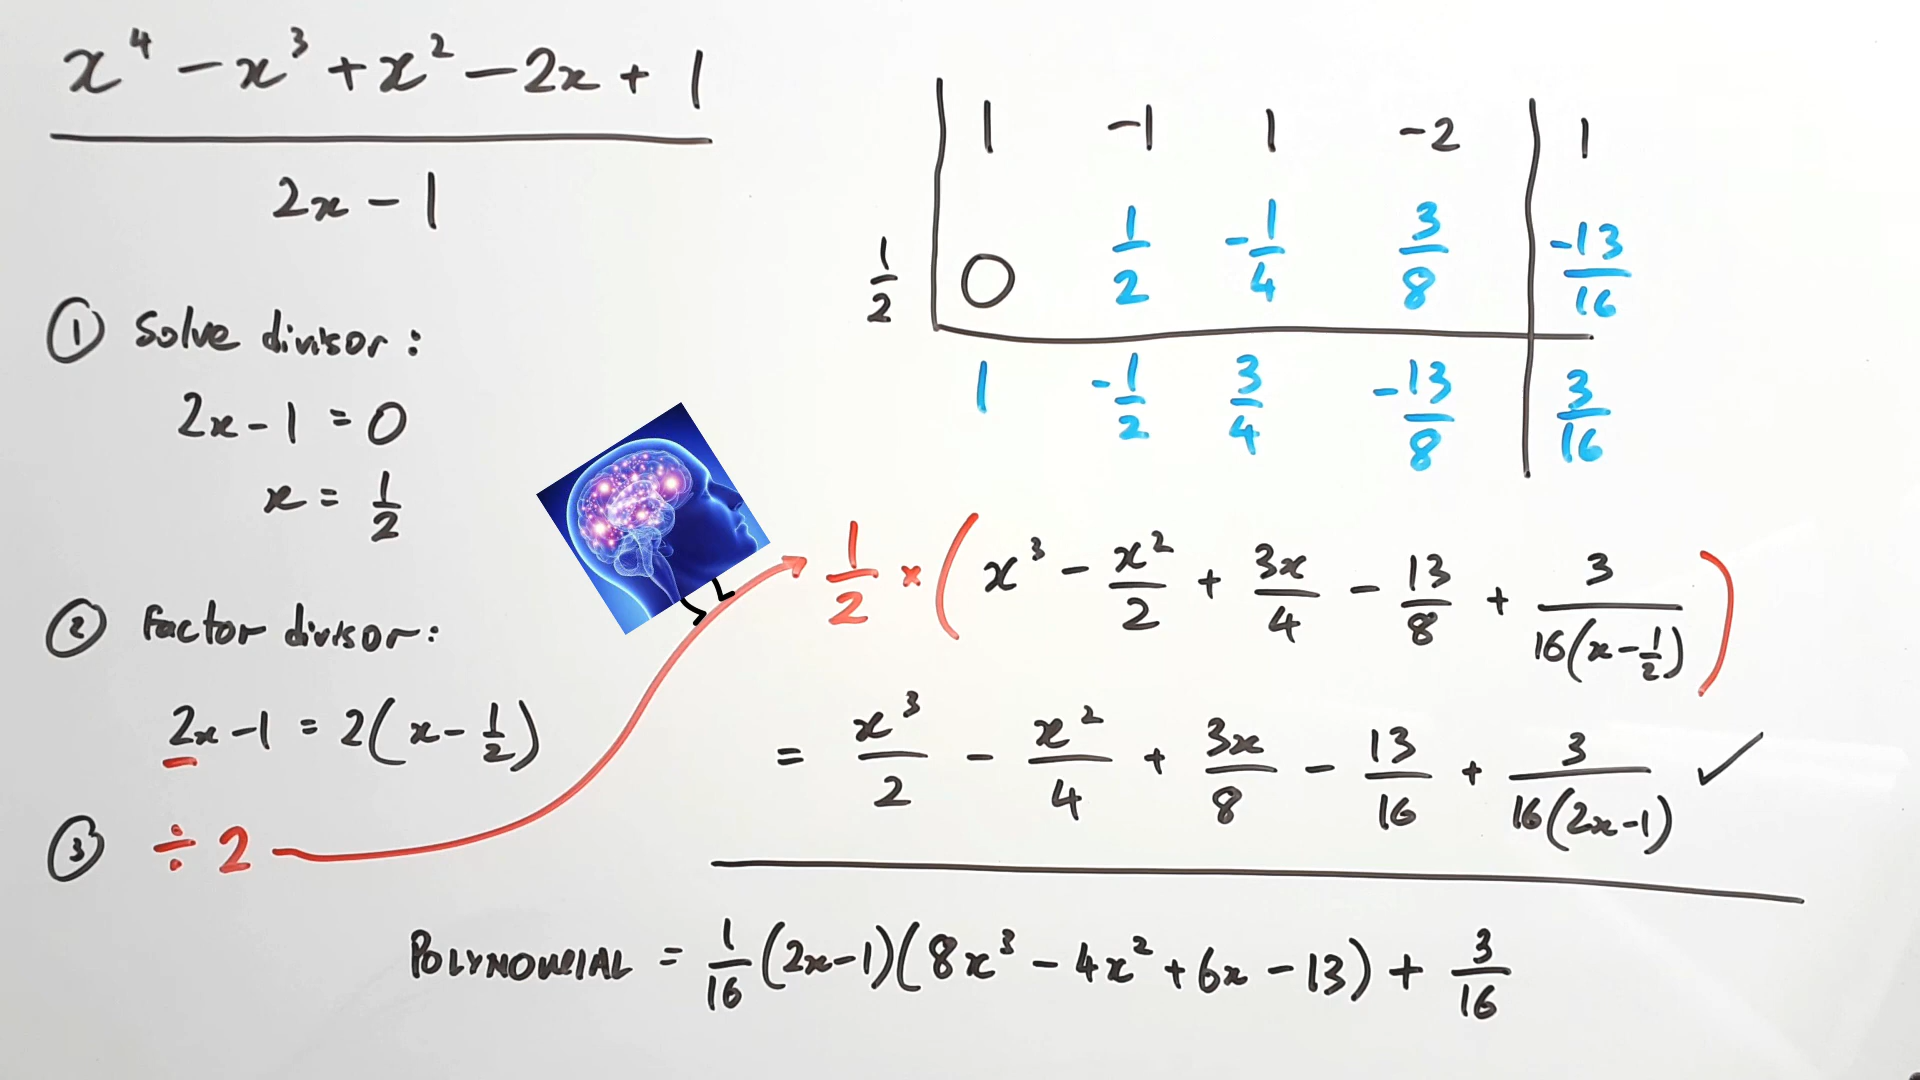 x⁴ - x³ + x² - 2x + 1
2x - 1
① Solve divisor:
2x - 1 = 0
x = 1/2
② Factor divisor:
2x - 1 = 2(x - 1/2)
③ ÷ 2
1 -1 1 -2 1
1/2 0 1/2 -1/4 3/8 -13/16
1 -1/2 3/4 -13/8 3/16
1/2 × (x³ - x²/2 + 3x/4 - 13/8 + 3/16(x - 1/2))
= x³/2 - x²/4 + 3x/8 - 13/16 + 3/16(2x-1) ✓
POLYNOMIAL = 1/16 (2x-1)(8x³ - 4x² + 6x - 13) + 3/16